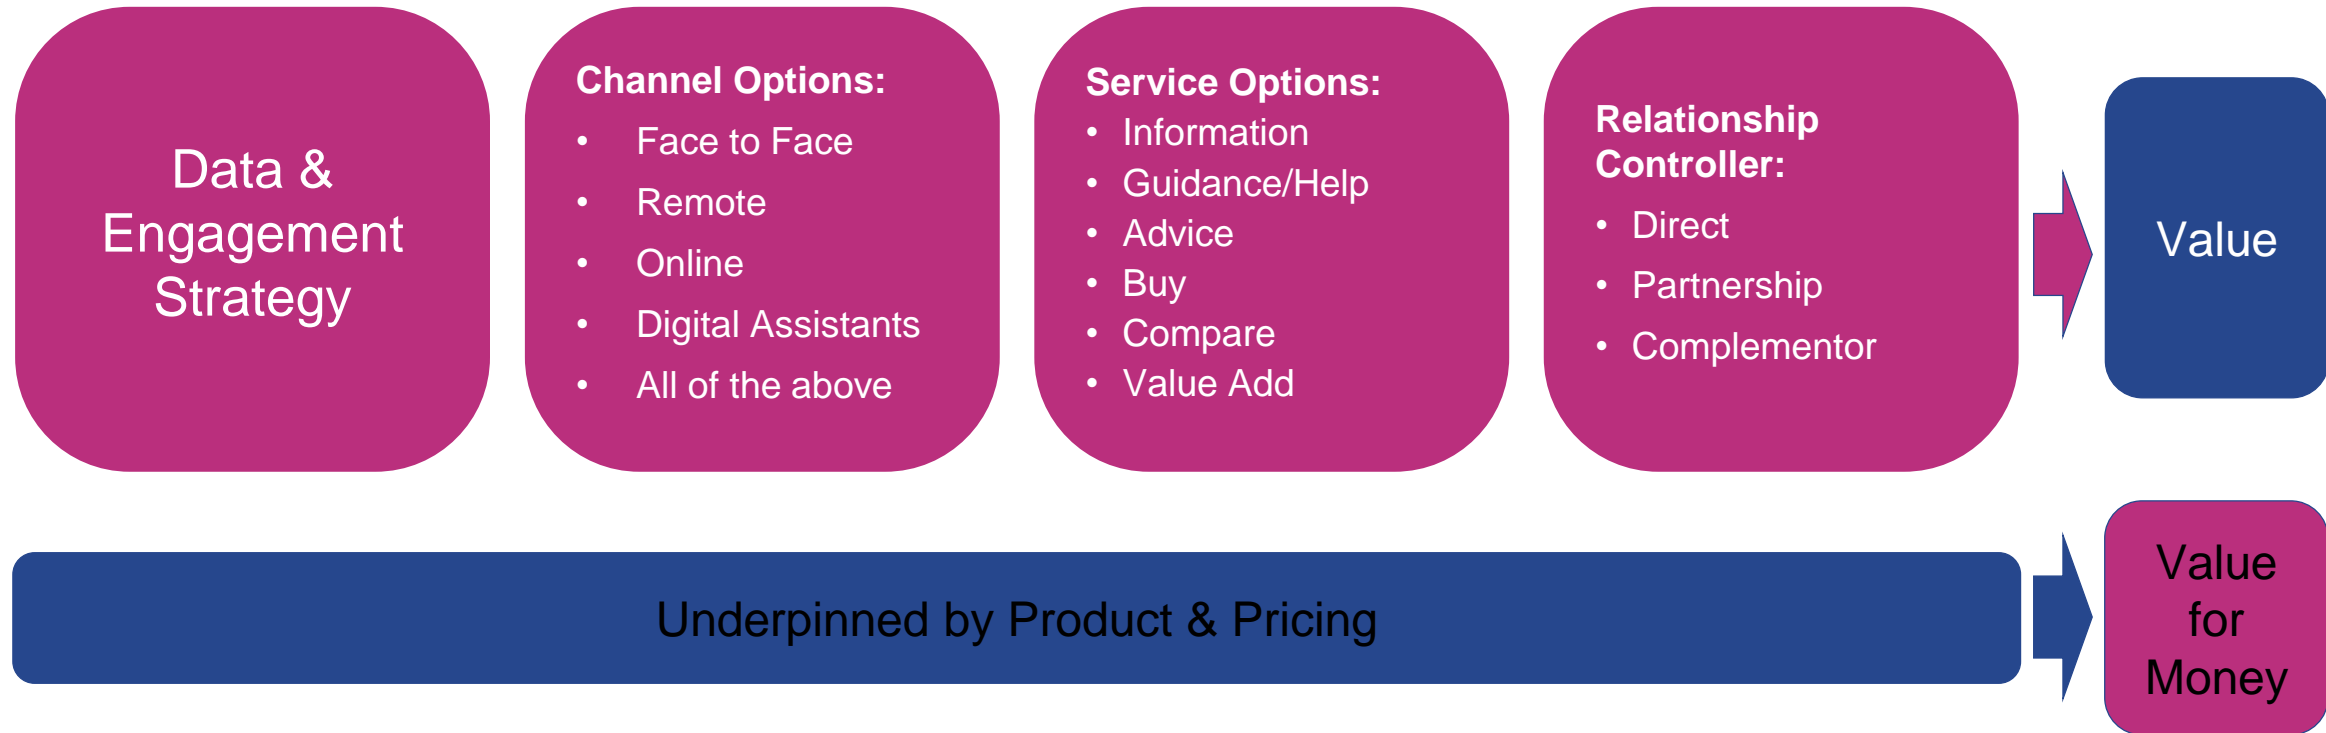 Data &
Engagement
Strategy
Channel Options:
• Face to Face
• Remote
• Online
• Digital Assistants
• All of the above
Service Options:
• Information
• Guidance/Help
• Advice
• Buy
• Compare
• Value Add
Relationship
Controller:
• Direct
• Partnership
• Complementor
Value
Underpinned by Product & Pricing
Value
for
Money